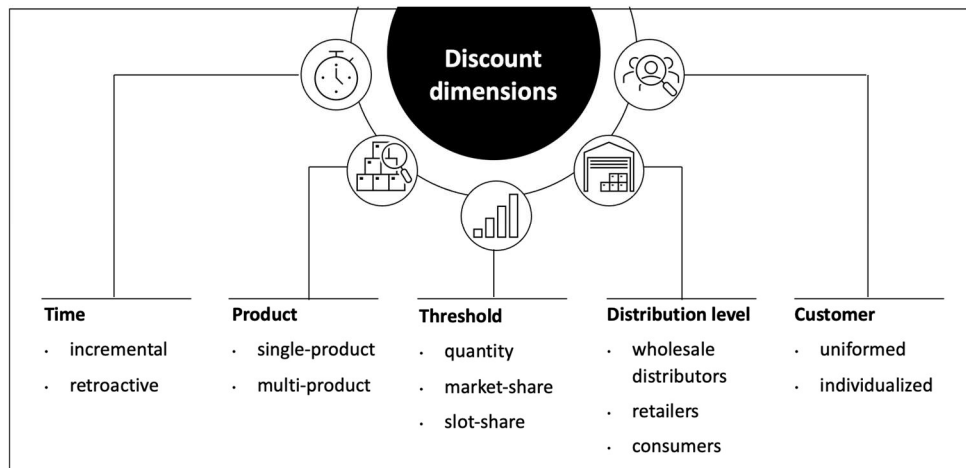 Discount
dimensions
Time
incremental
retroactive
Product
single-product
multi-product
Threshold
quantity
market-share
slot-share
Distribution level
wholesale
distributors
retailers
consumers
Customer
uniformed
individualized